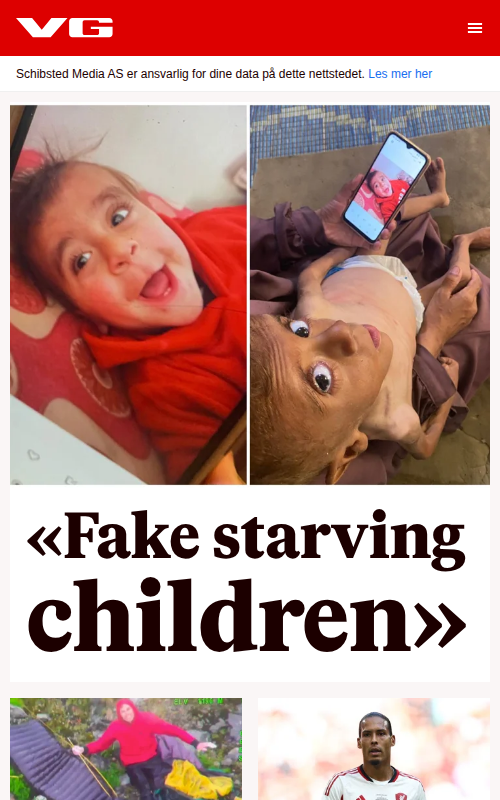 VG
Schibsted Media AS er ansvarlig for dine data på dette nettstedet. Les mer her
«Fake starving
children»